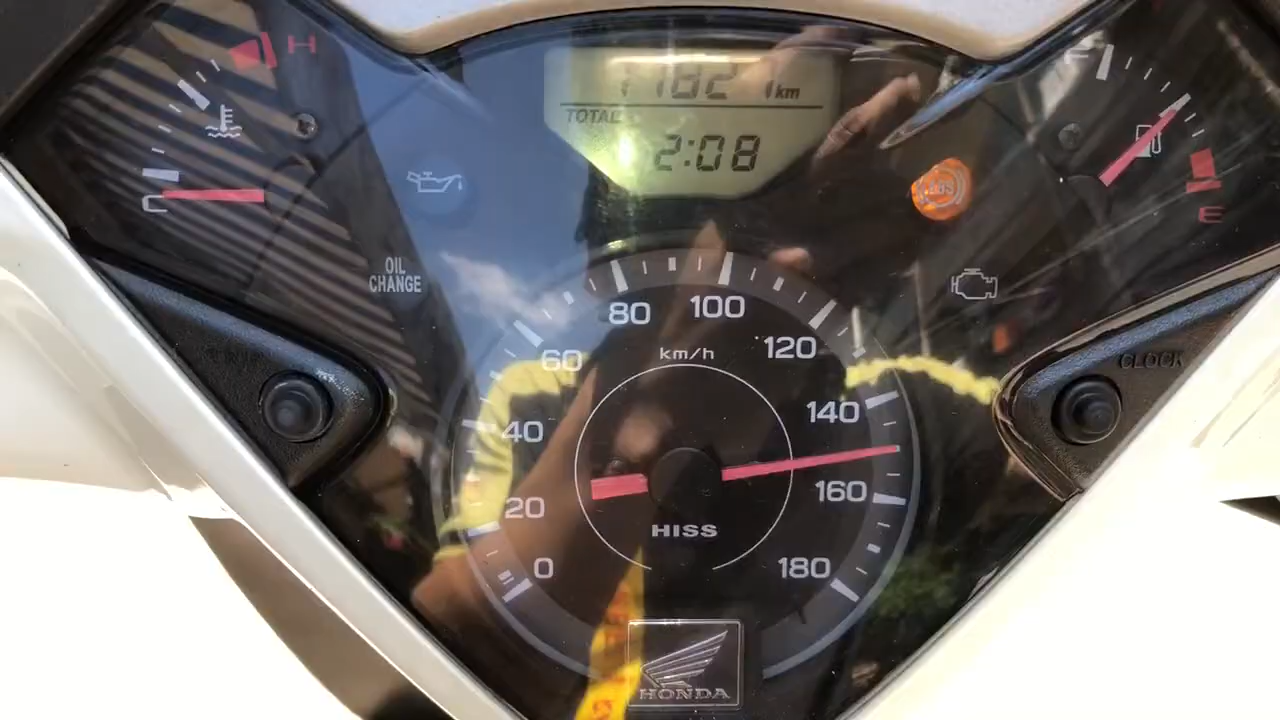 H
km
TOTAL
2:08
C
F
E
ABS
OIL
CHANGE
CLOCK
km/h
0
20
40
60
80
100
120
140
160
180
HISS
HONDA